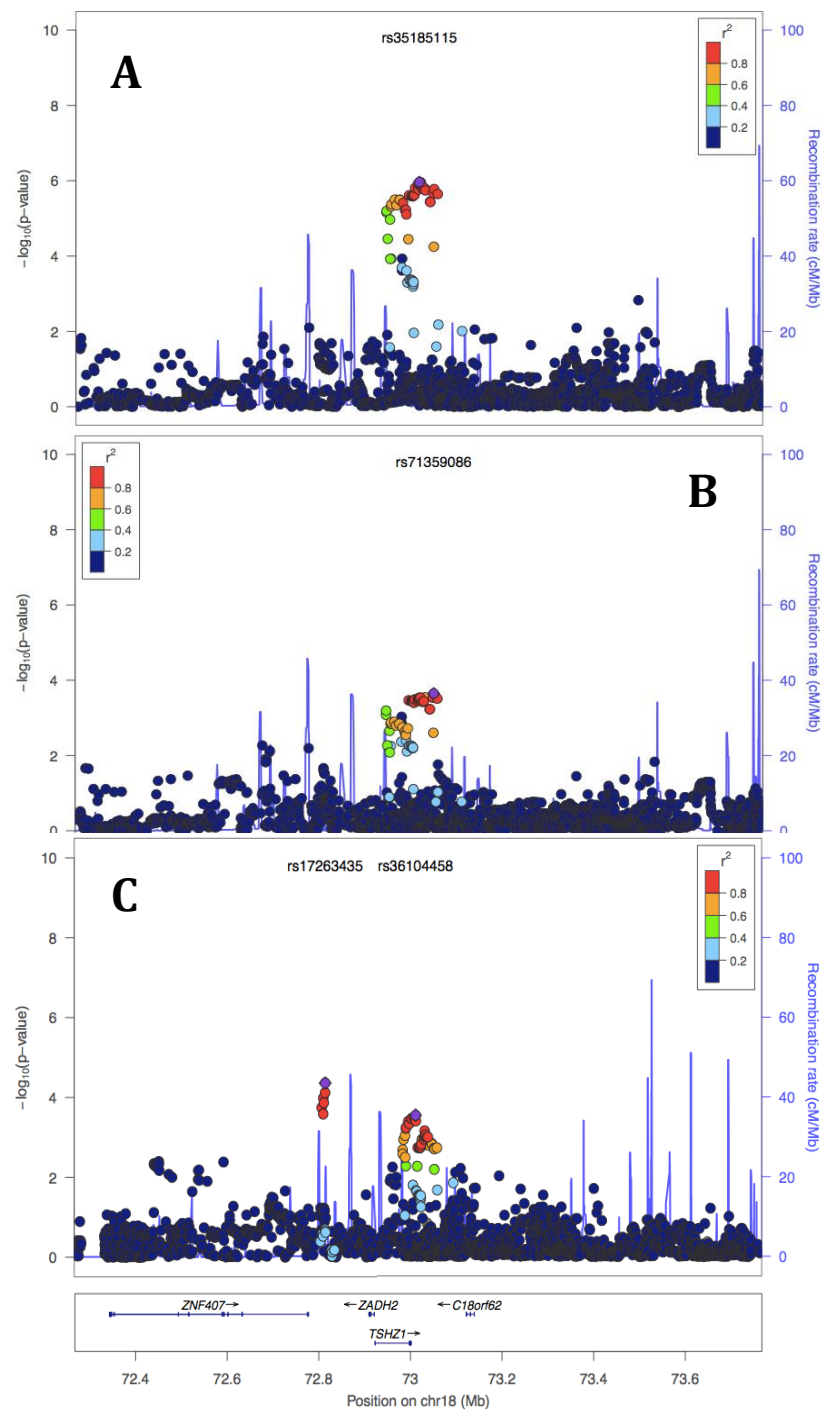 A
rs35185115
r2
0.8
0.6
0.4
0.2
10
8
6
4
2
0
− log10(p−value)
100
80
60
40
20
0
Recombination rate (cM/Mb)
B
rs71359086
r2
0.8
0.6
0.4
0.2
10
8
6
4
2
0
− log10(p−value)
100
80
60
40
20
0
Recombination rate (cM/Mb)
C
rs17263435 rs36104458
r2
0.8
0.6
0.4
0.2
10
8
6
4
2
0
− log10(p−value)
100
80
60
40
20
0
Recombination rate (cM/Mb)
ZNF407→ ←ZADH2 ←C18orf62
TSHZ1→
72.4 72.6 72.8 73 73.2 73.4 73.6
Position on chr18 (Mb)